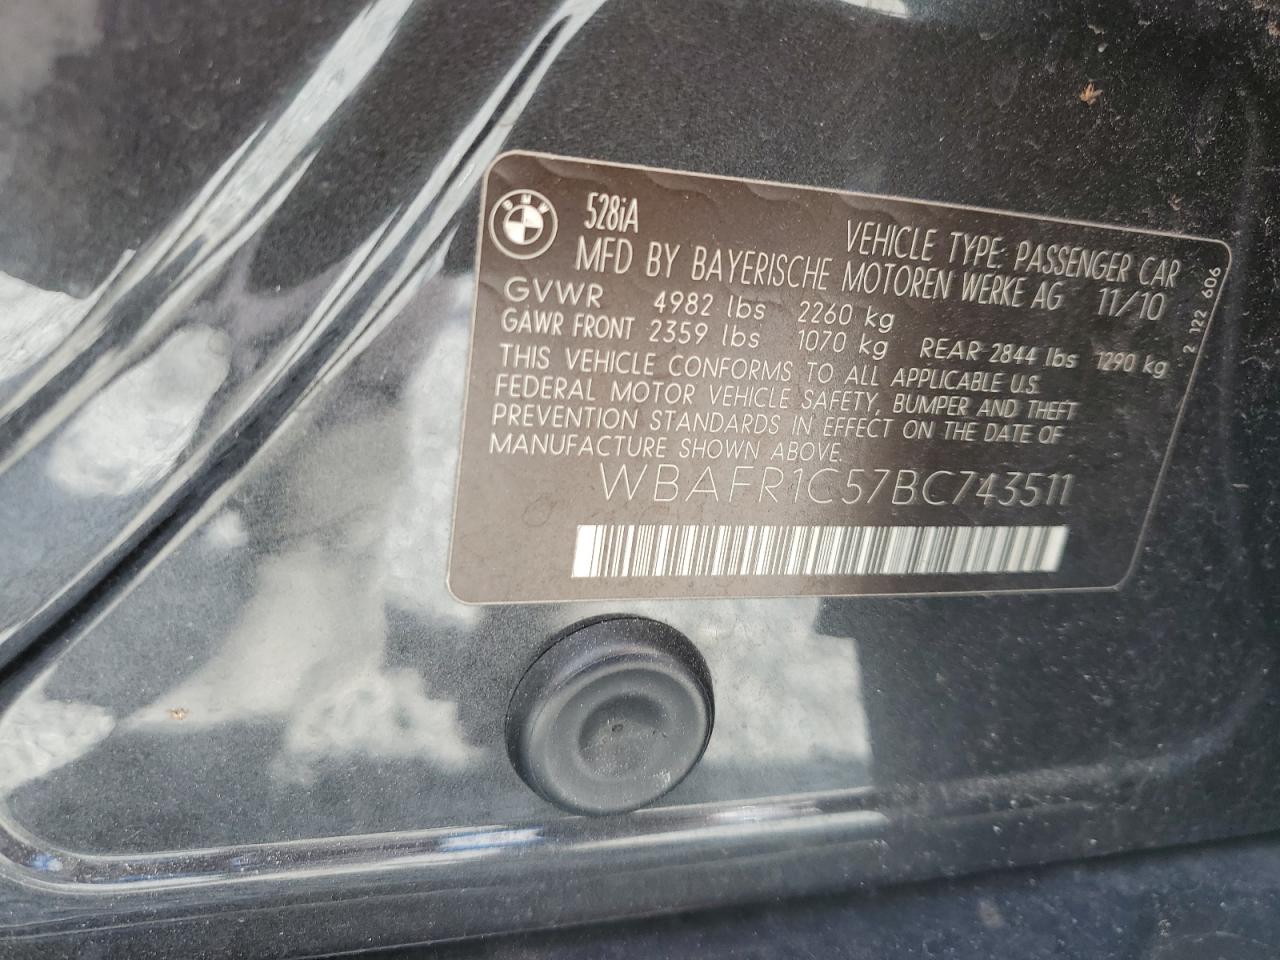 BMW
528iA
VEHICLE TYPE: PASSENGER CAR
MFD BY BAYERISCHE MOTOREN WERKE AG 11/10
GVWR 4982 lbs 2260 kg
GAWR FRONT 2359 lbs 1070 kg REAR 2844 lbs 1290 kg
THIS VEHICLE CONFORMS TO ALL APPLICABLE U.S.
FEDERAL MOTOR VEHICLE SAFETY, BUMPER AND THEFT
PREVENTION STANDARDS IN EFFECT ON THE DATE OF
MANUFACTURE SHOWN ABOVE.
WBAFR1C57BC743511
2 122 606